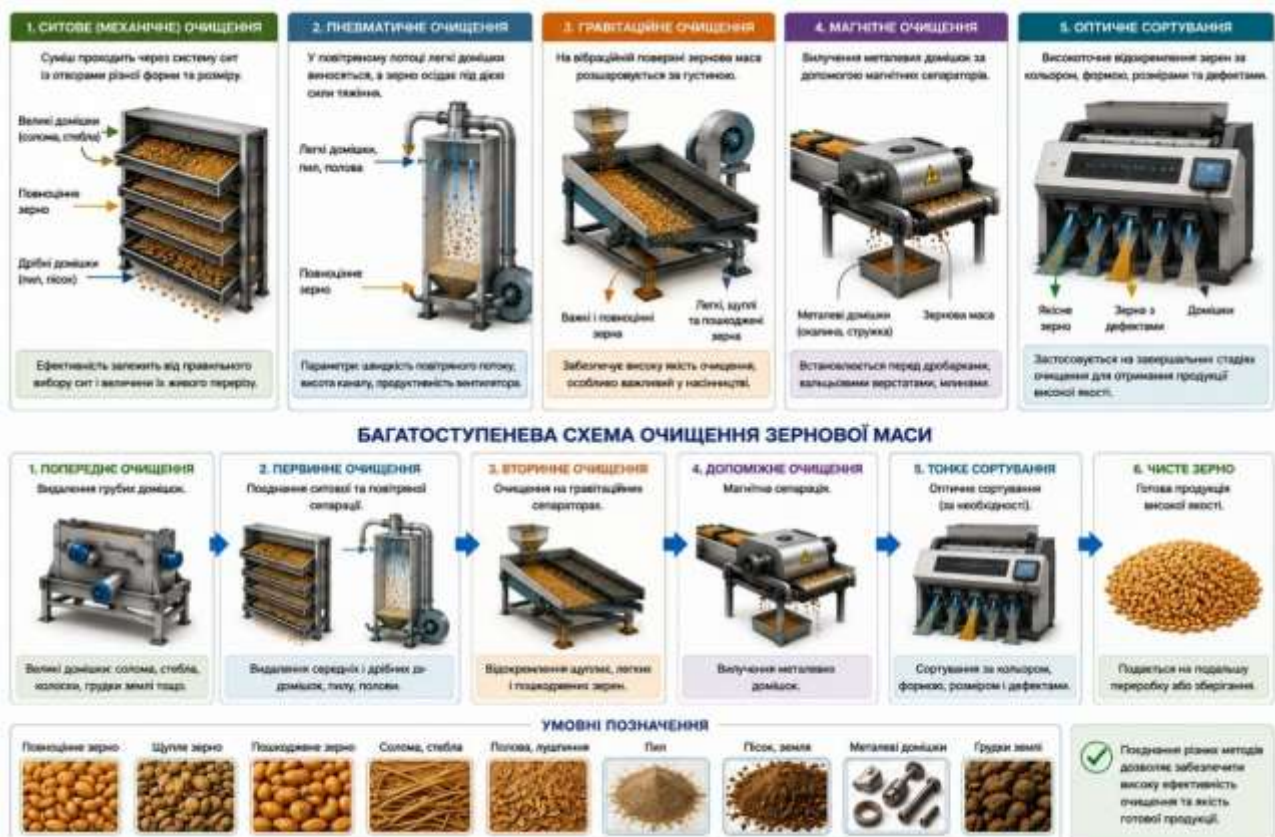 1. СИТОВЕ (МЕХАНІЧНЕ) ОЧИЩЕННЯ
Суміш проходить через систему сит
із отворами різної форми та розміру.
Великі домішки
(солома, стебла)
Повноцінне
зерно
Дрібні домішки
(пил, пісок)
Ефективність залежить від правильного
вибору сит і величини їх живого перерізу.
2. ПНЕВМАТИЧНЕ ОЧИЩЕННЯ
У повітряному потоці легкі домішки
виносяться, а зерно осідає під дією
сили тяжіння.
Легкі домішки,
пил, полова
Повноцінне
зерно
Параметри: швидкість повітряного потоку,
висота каналу, продуктивність вентилятора.
3. ГРАВІТАЦІЙНЕ ОЧИЩЕННЯ
На вібраційній поверхні зернова маса
розшаровується за густиною.
Важкі і повноцінні
зерна
Легкі, щуплі
та пошкоджені
зерна
Забезпечує високу якість очищення,
особливо важливий у насінництві.
4. МАГНІТНЕ ОЧИЩЕННЯ
Вилучення металевих домішок за
допомогою магнітних сепараторів.
Металеві домішки
(окалина, стружка)
Зернова маса
Встановлюється перед дробарками,
вальцьовими верстатами, млинами.
5. ОПТИЧНЕ СОРТУВАННЯ
Високоточне відокремлення зерен за
кольором, формою, розмірами та дефектами.
Якісне
зерно
Зерна з
дефектами
Домішки
Застосовується на завершальних стадіях
очищення для отримання продукції
високої якості.
БАГАТОСТУПЕНЕВА СХЕМА ОЧИЩЕННЯ ЗЕРНОВОЇ МАСИ
1. ПОПЕРЕДНЄ ОЧИЩЕННЯ
Видалення грубих домішок.
Великі домішки: солома, стебла,
колоски, грудки землі тощо.
2. ПЕРВИННЕ ОЧИЩЕННЯ
Поєднання ситової та повітряної
сепарації.
Видалення середніх і дрібних до-
домішок, пилу, полови.
3. ВТОРИННЕ ОЧИЩЕННЯ
Очищення на гравітаційних
сепараторах.
Відокремлення щуплих, легких
і пошкоджених зерен.
4. ДОПОМІЖНЕ ОЧИЩЕННЯ
Магнітна сепарація.
Вилучення металевих
домішок.
5. ТОНКЕ СОРТУВАННЯ
Оптичне сортування
(за необхідності).
Сортування за кольором,
формою, розміром і дефектами.
6. ЧИСТЕ ЗЕРНО
Готова продукція
високої якості.
Подається на подальшу
переробку або зберігання.
УМОВНІ ПОЗНАЧЕННЯ
Повноцінне зерно
Щупле зерно
Пошкоджене зерно
Солома, стебла
Полова, лушпиння
Пил
Пісок, земля
Металеві домішки
Грудки землі
Поєднання різних методів
дозволяє забезпечити
високу ефективність
очищення та якість
готової продукції.